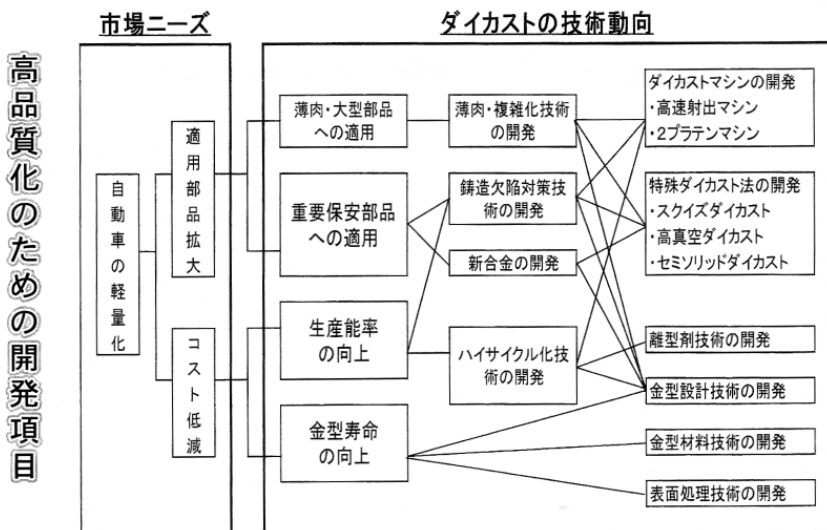 高品質化のための開発項目
市場ニーズ
ダイカストの技術動向
自動車の軽量化
適用部品拡大
コスト低減
薄肉・大型部品
への適用
重要保安部品
への適用
生産能率
の向上
金型寿命
の向上
薄肉・複雑化技術
の開発
鋳造欠陥対策技
術の開発
新合金の開発
ハイサイクル化技
術の開発
ダイカストマシンの開発
・高速射出マシン
・2プラテンマシン
特殊ダイカスト法の開発
・スクイズダイカスト
・高真空ダイカスト
・セミソリッドダイカスト
離型剤技術の開発
金型設計技術の開発
金型材料技術の開発
表面処理技術の開発